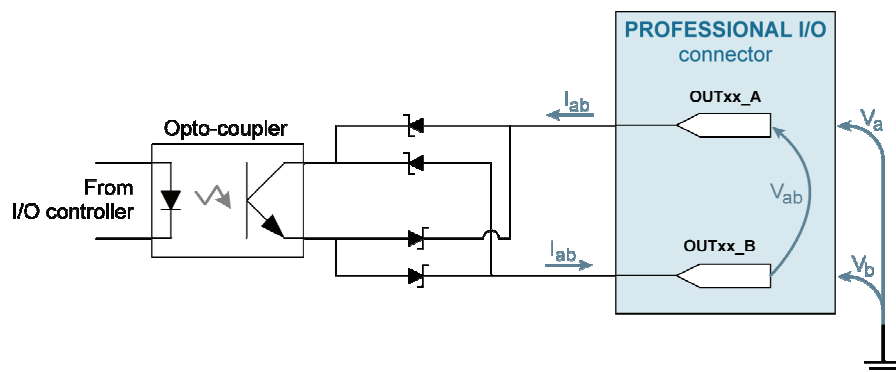 PROFESSIONAL I/O
connector
OUTxx_A
Iab
Va
Opto-coupler
From
I/O controller
Vab
OUTxx_B
Iab
Vb